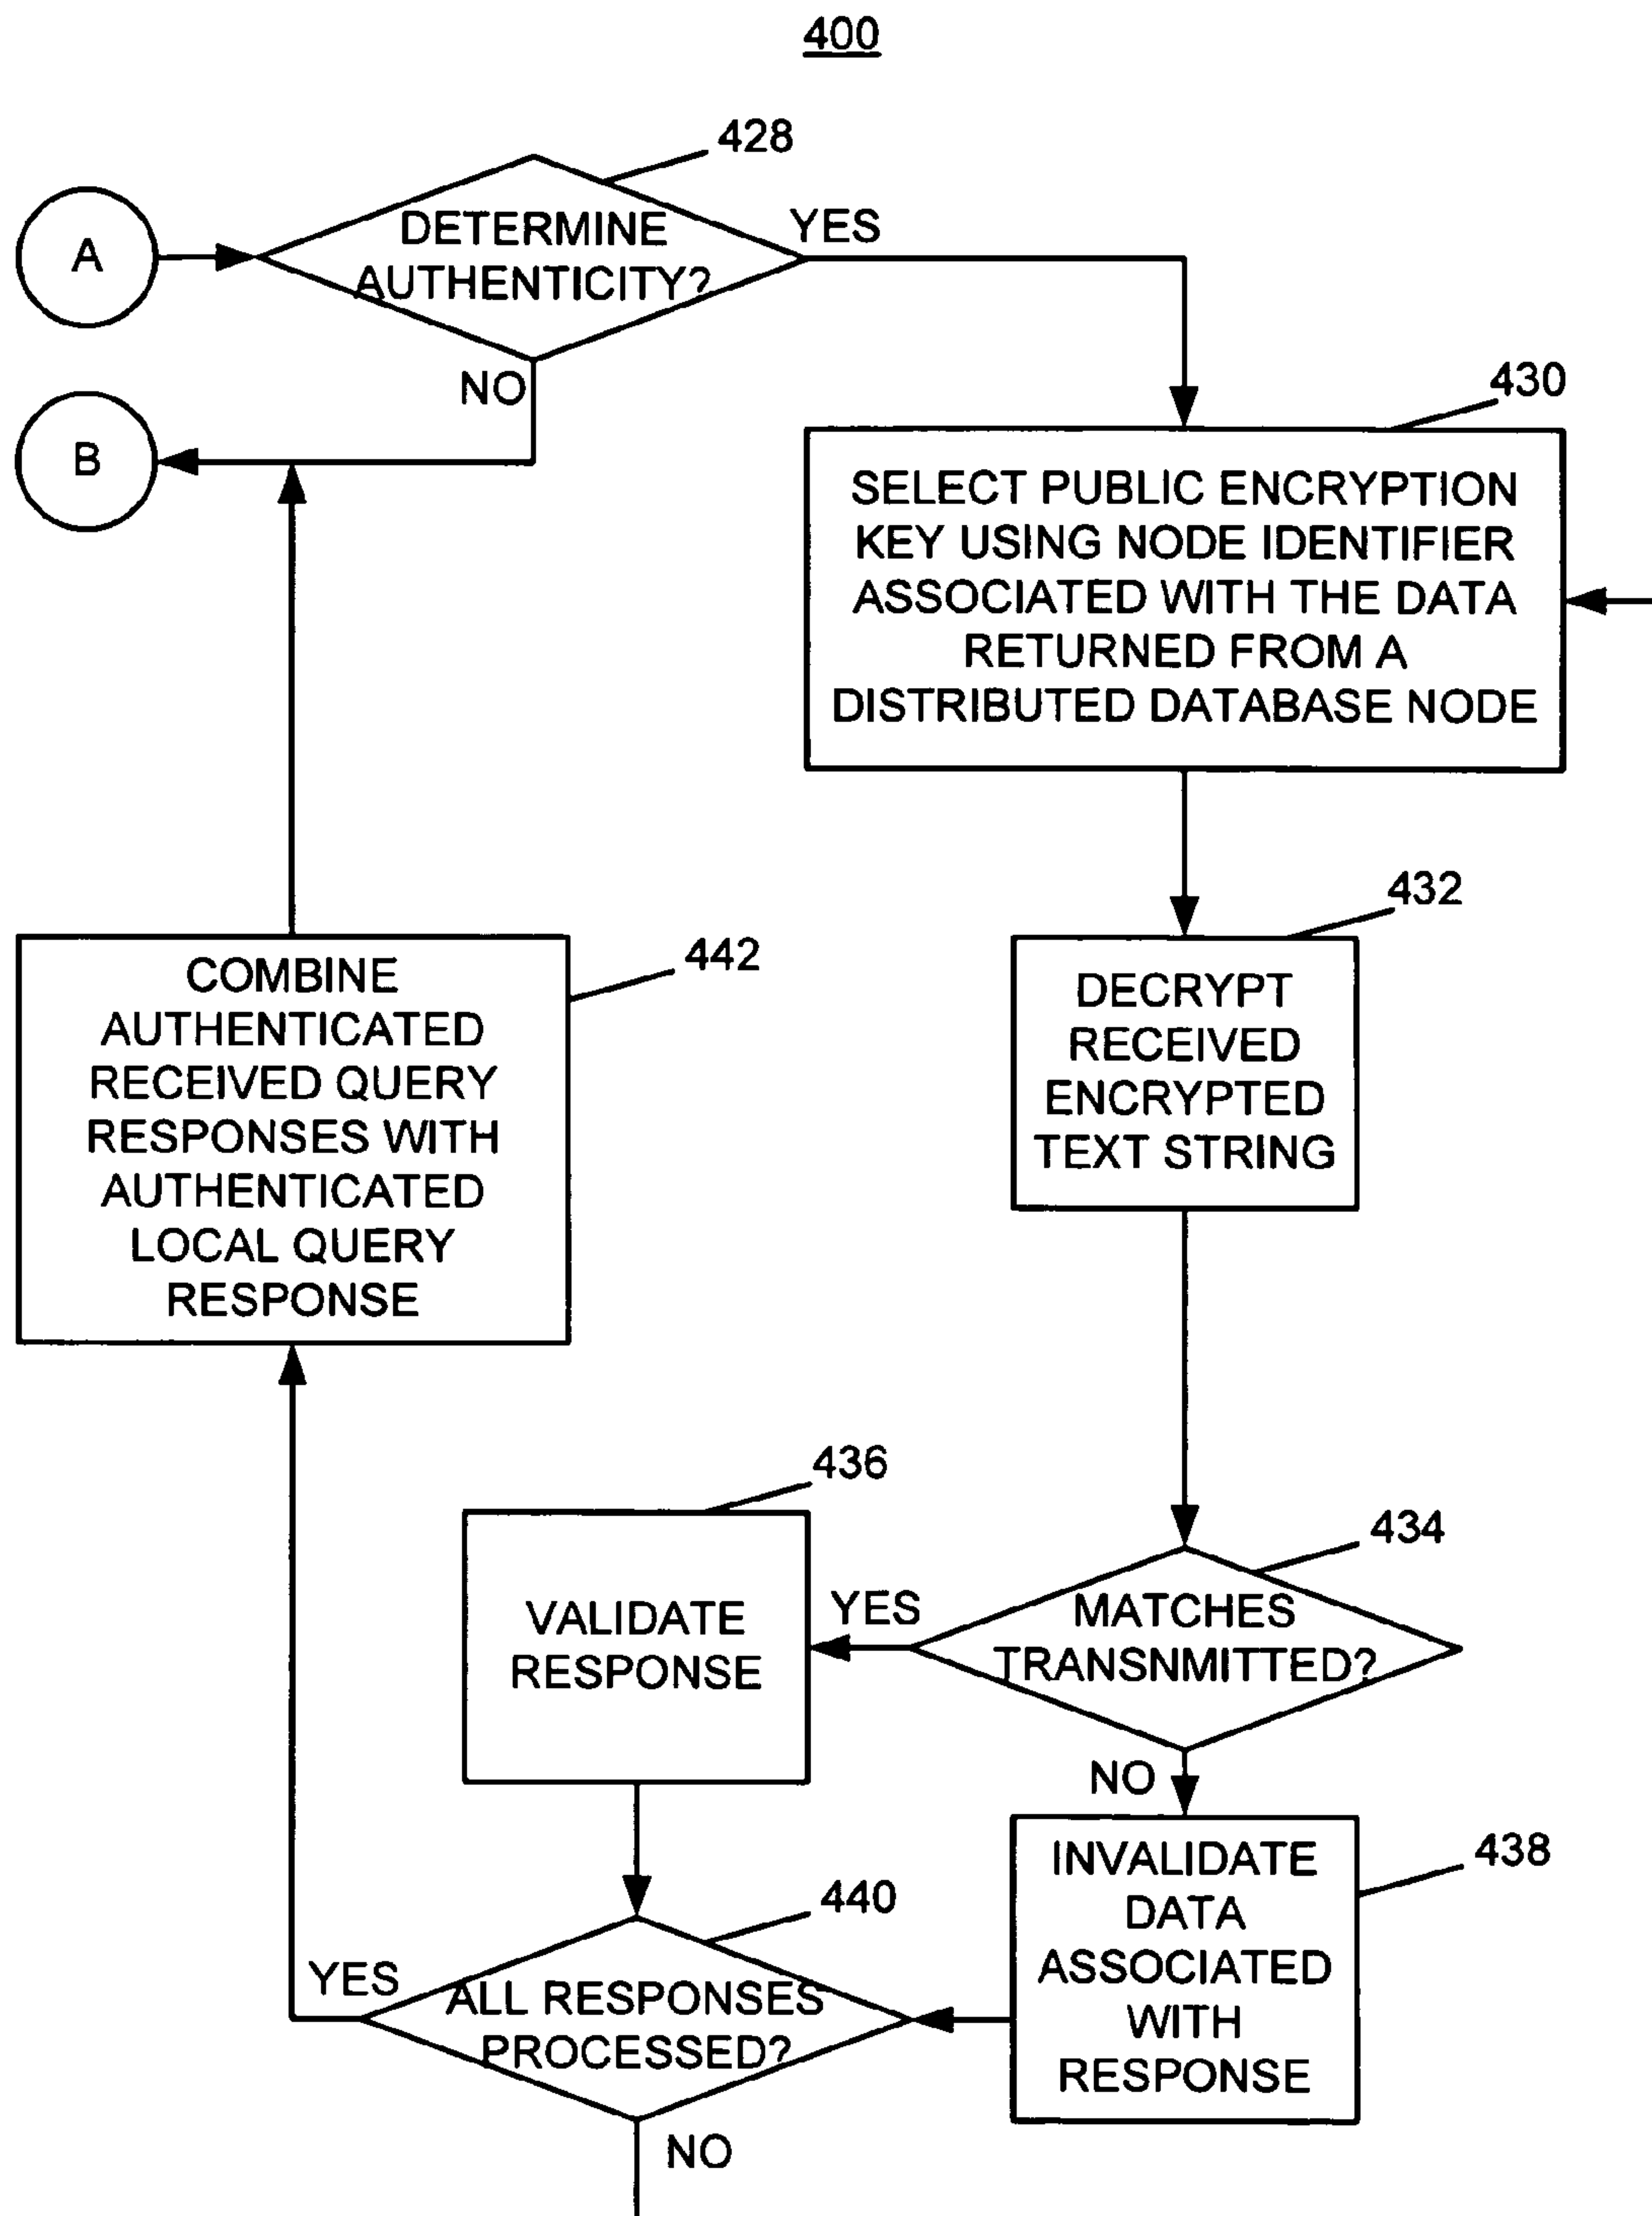 400
428
A
DETERMINE
AUTHENTICITY?
YES
NO
B
430
SELECT PUBLIC ENCRYPTION
KEY USING NODE IDENTIFIER
ASSOCIATED WITH THE DATA
RETURNED FROM A
DISTRIBUTED DATABASE NODE
432
DECRYPT
RECEIVED
ENCRYPTED
TEXT STRING
442
COMBINE
AUTHENTICATED
RECEIVED QUERY
RESPONSES WITH
AUTHENTICATED
LOCAL QUERY
RESPONSE
436
VALIDATE
RESPONSE
434
YES
MATCHES
TRANSNMITTED?
NO
438
INVALIDATE
DATA
ASSOCIATED
WITH
RESPONSE
440
YES
ALL RESPONSES
PROCESSED?
NO